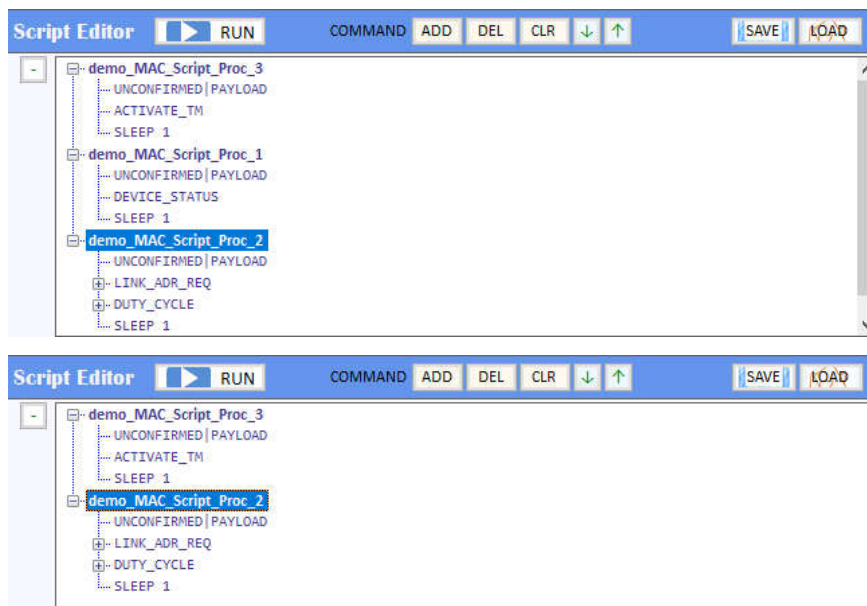 Script Editor RUN COMMAND ADD DEL CLR ↓ ↑ SAVE LOAD
-
demo_MAC_Script_Proc_3
UNCONFIRMED|PAYLOAD
ACTIVATE_TM
SLEEP 1
demo_MAC_Script_Proc_1
UNCONFIRMED|PAYLOAD
DEVICE_STATUS
SLEEP 1
demo_MAC_Script_Proc_2
UNCONFIRMED|PAYLOAD
LINK_ADR_REQ
DUTY_CYCLE
SLEEP 1
Script Editor RUN COMMAND ADD DEL CLR ↓ ↑ SAVE LOAD
-
demo_MAC_Script_Proc_3
UNCONFIRMED|PAYLOAD
ACTIVATE_TM
SLEEP 1
demo_MAC_Script_Proc_2
UNCONFIRMED|PAYLOAD
LINK_ADR_REQ
DUTY_CYCLE
SLEEP 1